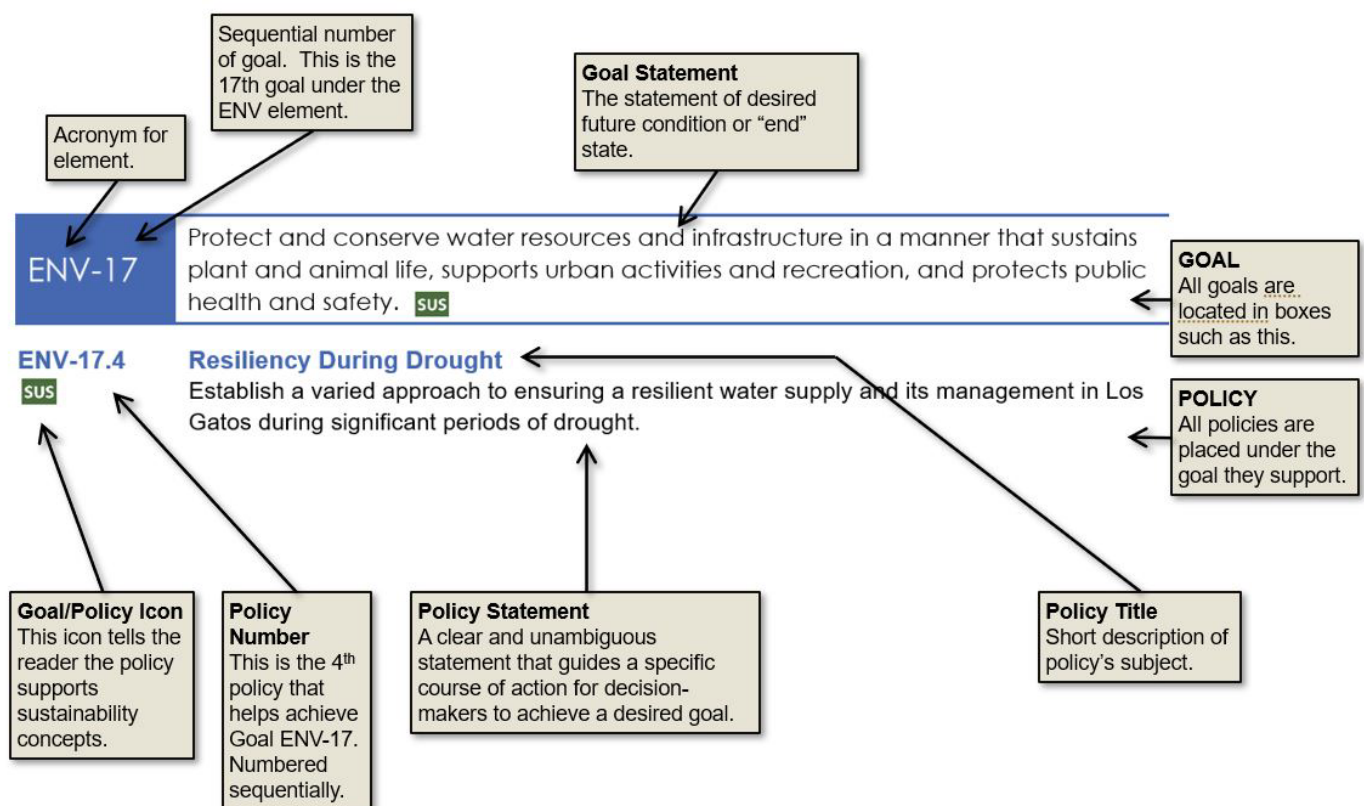 Sequential number
of goal. This is the
17th goal under the
ENV element.
Goal Statement
The statement of desired
future condition or “end”
state.
Acronym for
element.
ENV-17
Protect and conserve water resources and infrastructure in a manner that sustains
plant and animal life, supports urban activities and recreation, and protects public
health and safety. SUS
GOAL
All goals are
located in boxes
such as this.
ENV-17.4
SUS
Resiliency During Drought
Establish a varied approach to ensuring a resilient water supply and its management in Los
Gatos during significant periods of drought.
POLICY
All policies are
placed under the
goal they support.
Goal/Policy Icon
This icon tells the
reader the policy
supports
sustainability
concepts.
Policy
Number
This is the 4th
policy that
helps achieve
Goal ENV-17.
Numbered
sequentially.
Policy Statement
A clear and unambiguous
statement that guides a specific
course of action for decision-
makers to achieve a desired goal.
Policy Title
Short description of
policy’s subject.